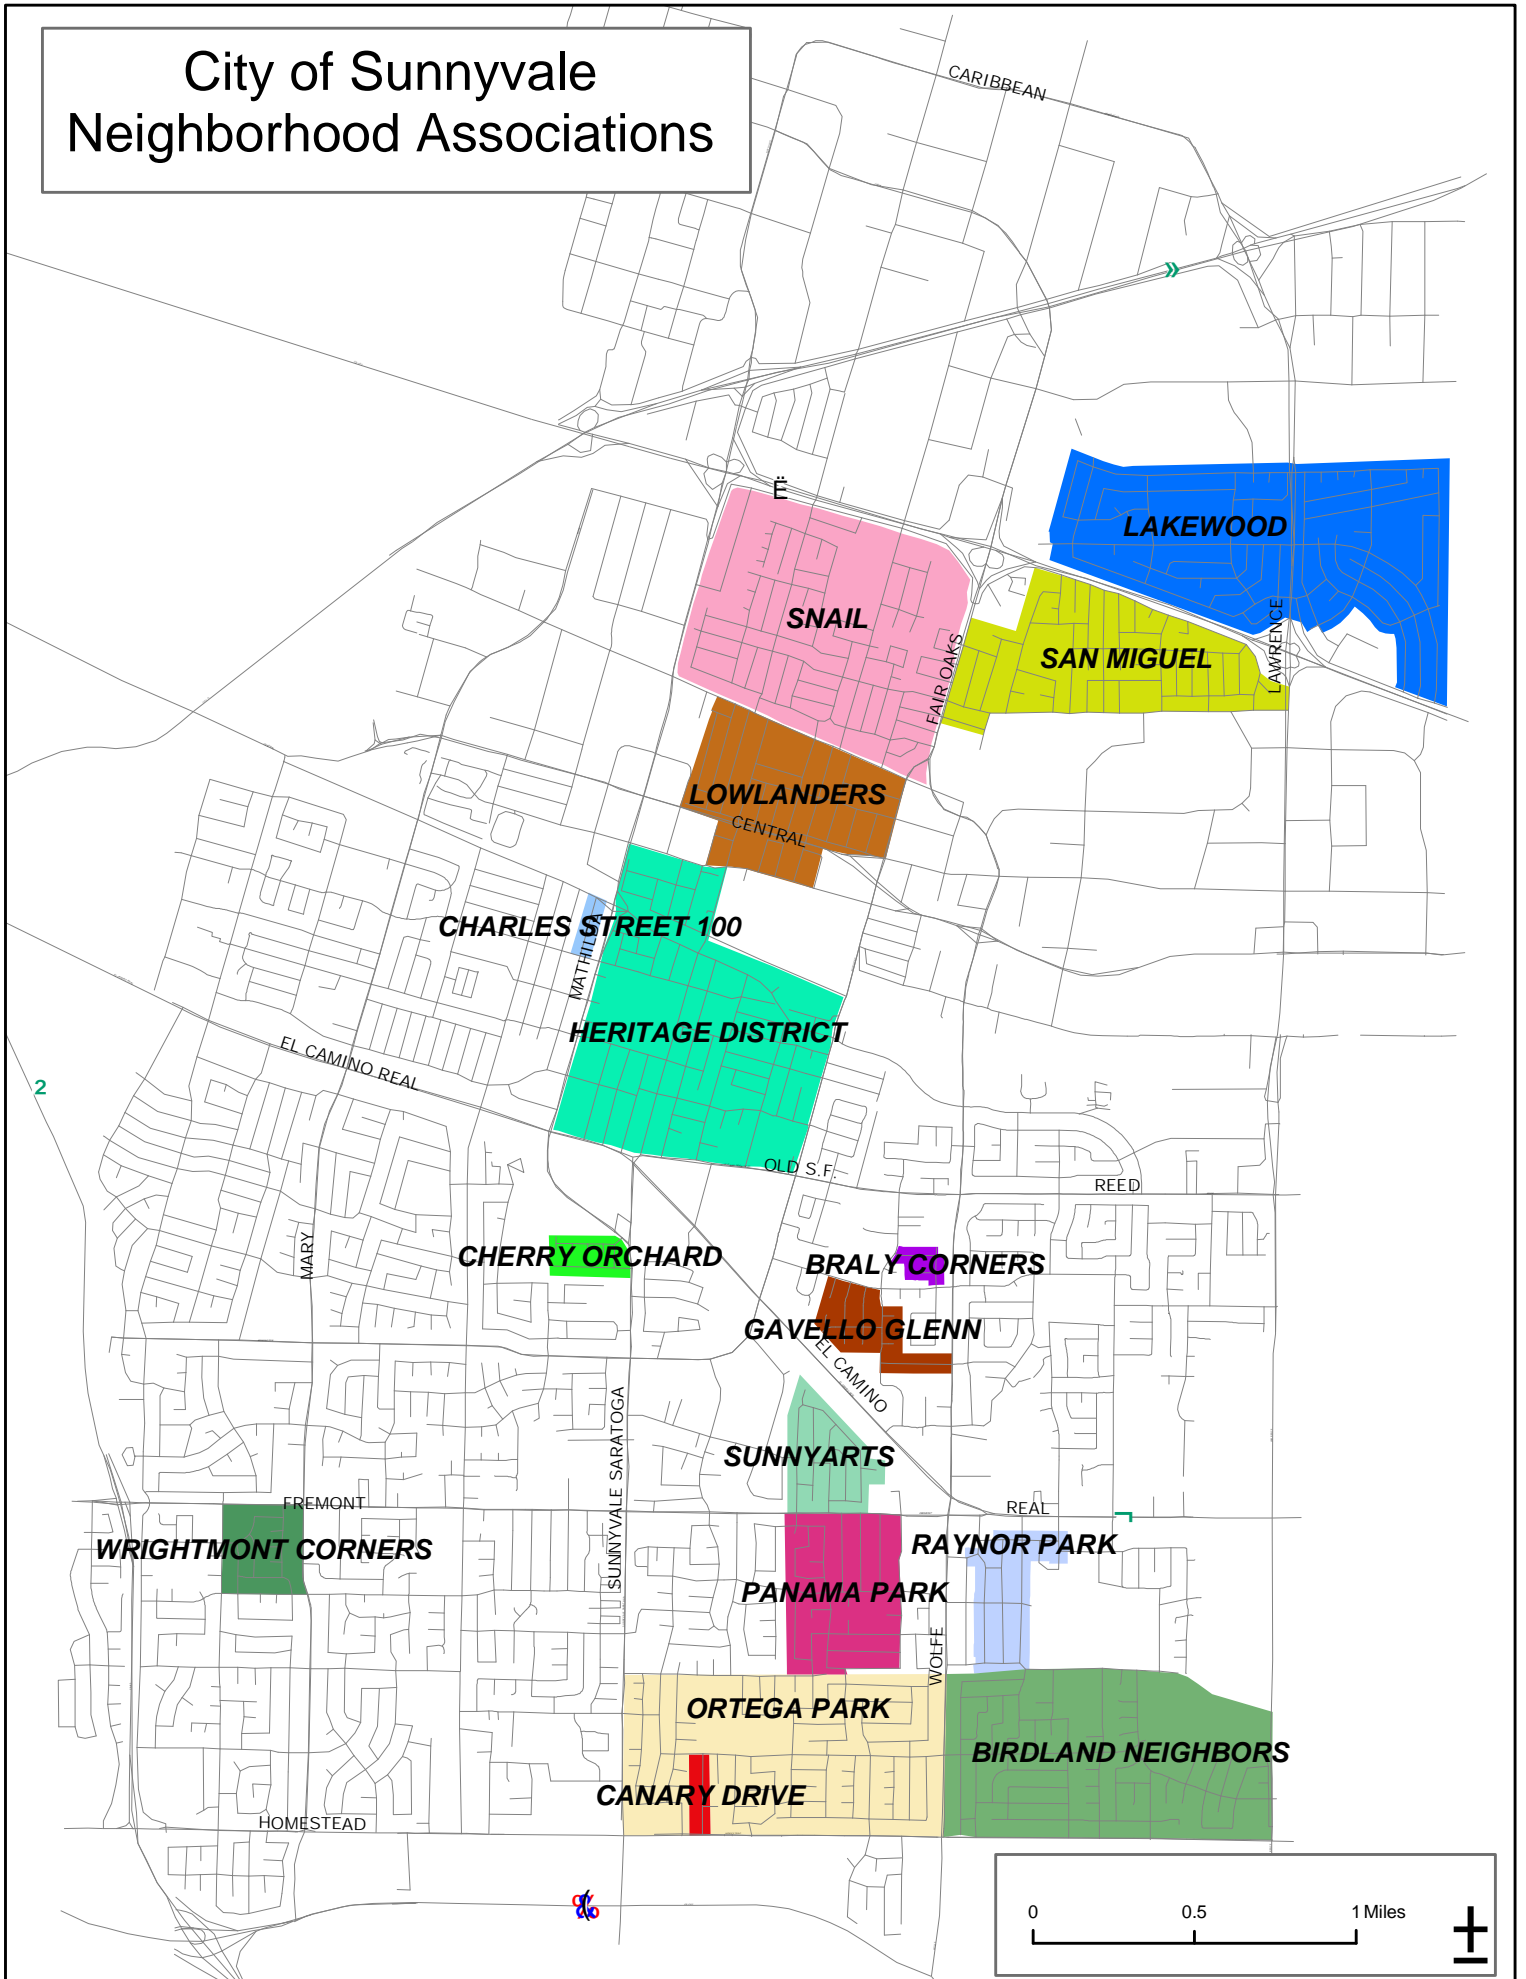 City of Sunnyvale
Neighborhood Associations
CARIBBEAN
»
Ë
LAKEWOOD
SNAIL
LAWRENCE
FAIR OAKS
SAN MIGUEL
LOWLANDERS
CENTRAL
CHARLES STREET 100
MATHILDA
HERITAGE DISTRICT
EL CAMINO REAL
2
OLD S.F.
REED
MARY
CHERRY ORCHARD
BRALY CORNERS
GAVELLO GLENN
EL CAMINO
SUNNYVALE SARATOGA
SUNNYARTS
FREMONT
REAL
WRIGHTMONT CORNERS
RAYNOR PARK
PANAMA PARK
WOLFE
ORTEGA PARK
BIRDLAND NEIGHBORS
CANARY DRIVE
HOMESTEAD
0 0.5 1 Miles
±